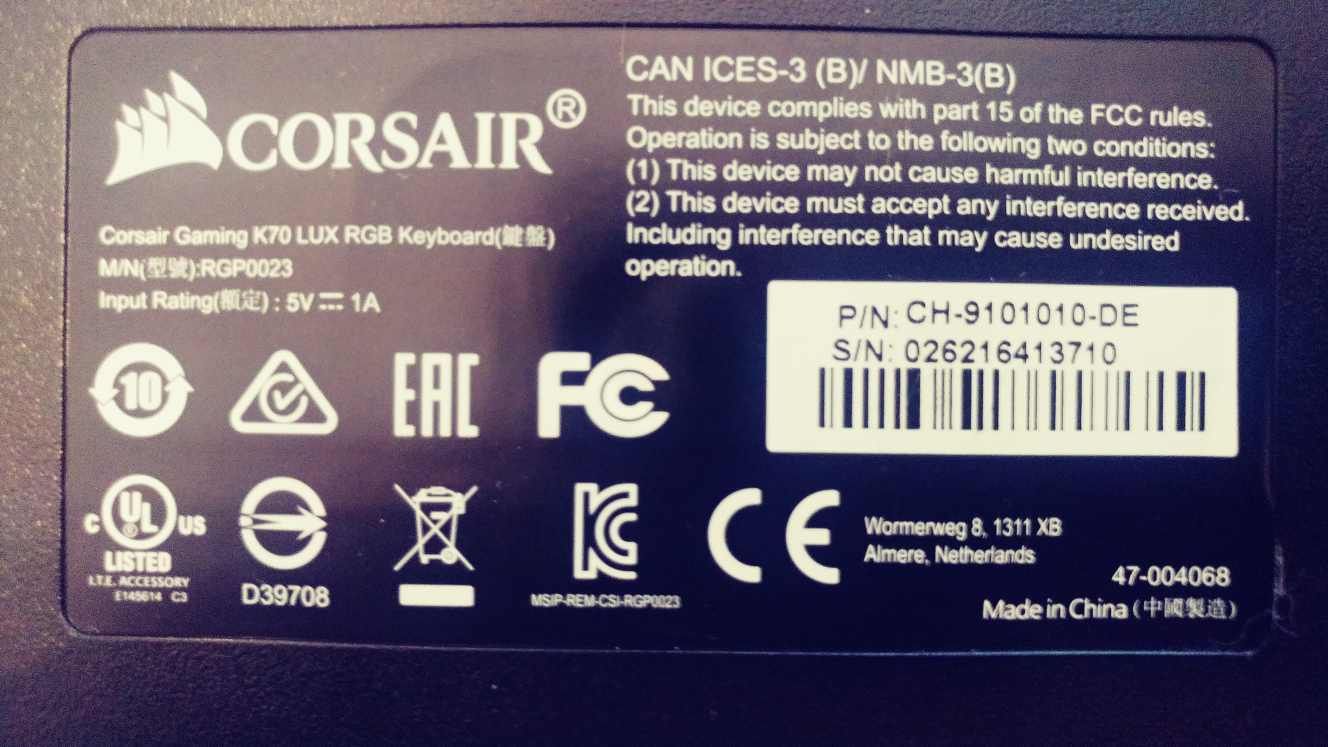 CORSAIR®
Corsair Gaming K70 LUX RGB Keyboard(鍵盤)
M/N(型號):RGP0023
Input Rating(額定) : 5V ⎓ 1A
CAN ICES-3 (B)/ NMB-3(B)
This device complies with part 15 of the FCC rules.
Operation is subject to the following two conditions:
(1) This device may not cause harmful interference.
(2) This device must accept any interference received.
Including interference that may cause undesired
operation.
P/N: CH-9101010-DE
S/N: 026216413710
10
EAC
FC
C UL® US
LISTED
I.T.E. ACCESSORY
E145614 C3
D39708
KC
MSIP-REM-CSI-RGP0023
CE
Wormerweg 8, 1311 XB
Almere, Netherlands
47-004068
Made in China (中國製造)